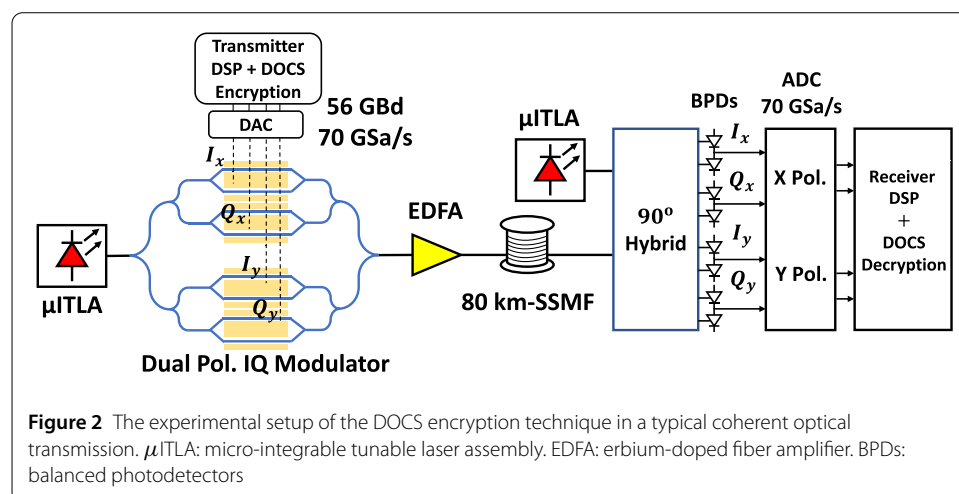 Transmitter
DSP + DOCS
Encryption
DAC
56 GBd
70 GSa/s
I_x
Q_x
I_y
Q_y
μITLA
Dual Pol. IQ Modulator
EDFA
80 km-SSMF
μITLA
90° Hybrid
BPDs
I_x
Q_x
I_y
Q_y
ADC
70 GSa/s
X Pol.
Y Pol.
Receiver
DSP
+
DOCS
Decryption
Figure 2 The experimental setup of the DOCS encryption technique in a typical coherent optical
transmission. μITLA: micro-integrable tunable laser assembly. EDFA: erbium-doped fiber amplifier. BPDs:
balanced photodetectors